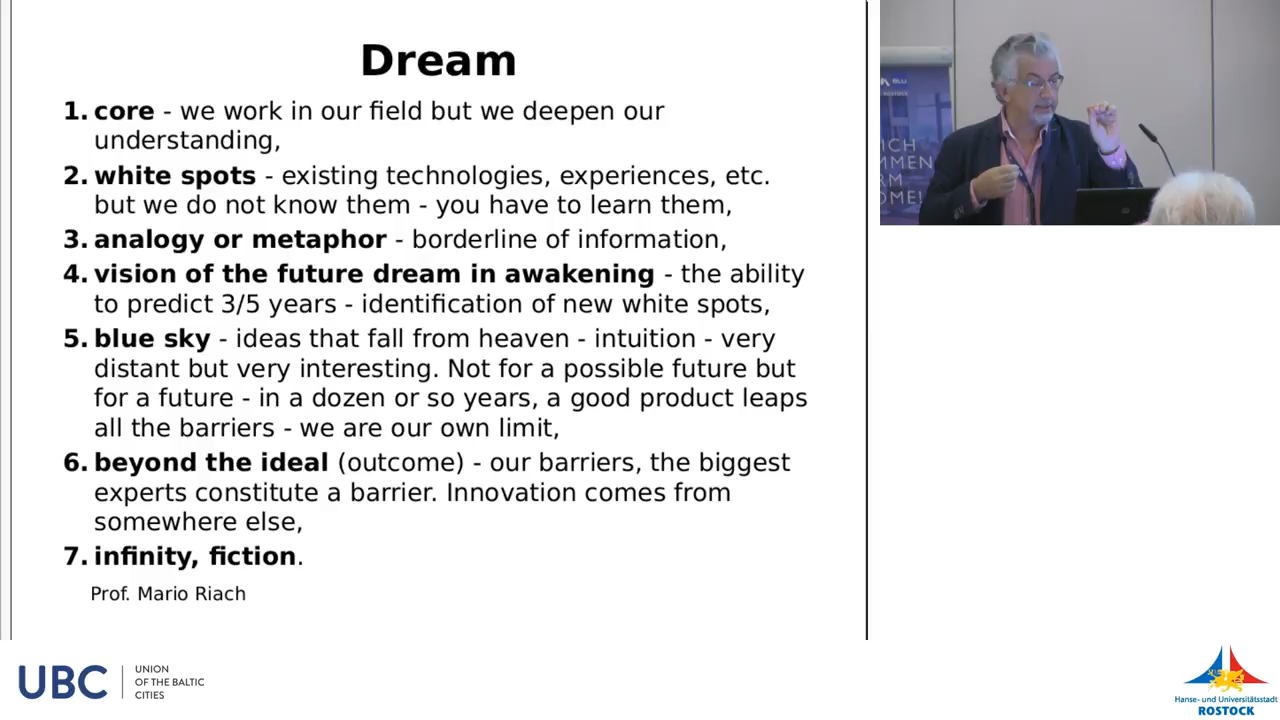 Dream
1. core - we work in our field but we deepen our
understanding,
2. white spots - existing technologies, experiences, etc.
but we do not know them - you have to learn them,
3. analogy or metaphor - borderline of information,
4. vision of the future dream in awakening - the ability
to predict 3/5 years - identification of new white spots,
5. blue sky - ideas that fall from heaven - intuition - very
distant but very interesting. Not for a possible future but
for a future - in a dozen or so years, a good product leaps
all the barriers - we are our own limit,
6. beyond the ideal (outcome) - our barriers, the biggest
experts constitute a barrier. Innovation comes from
somewhere else,
7. infinity, fiction.
Prof. Mario Riach
BLU
ROSTOCK
UBC
UNION
OF THE BALTIC
CITIES
Hanse- und Universitätsstadt
ROSTOCK